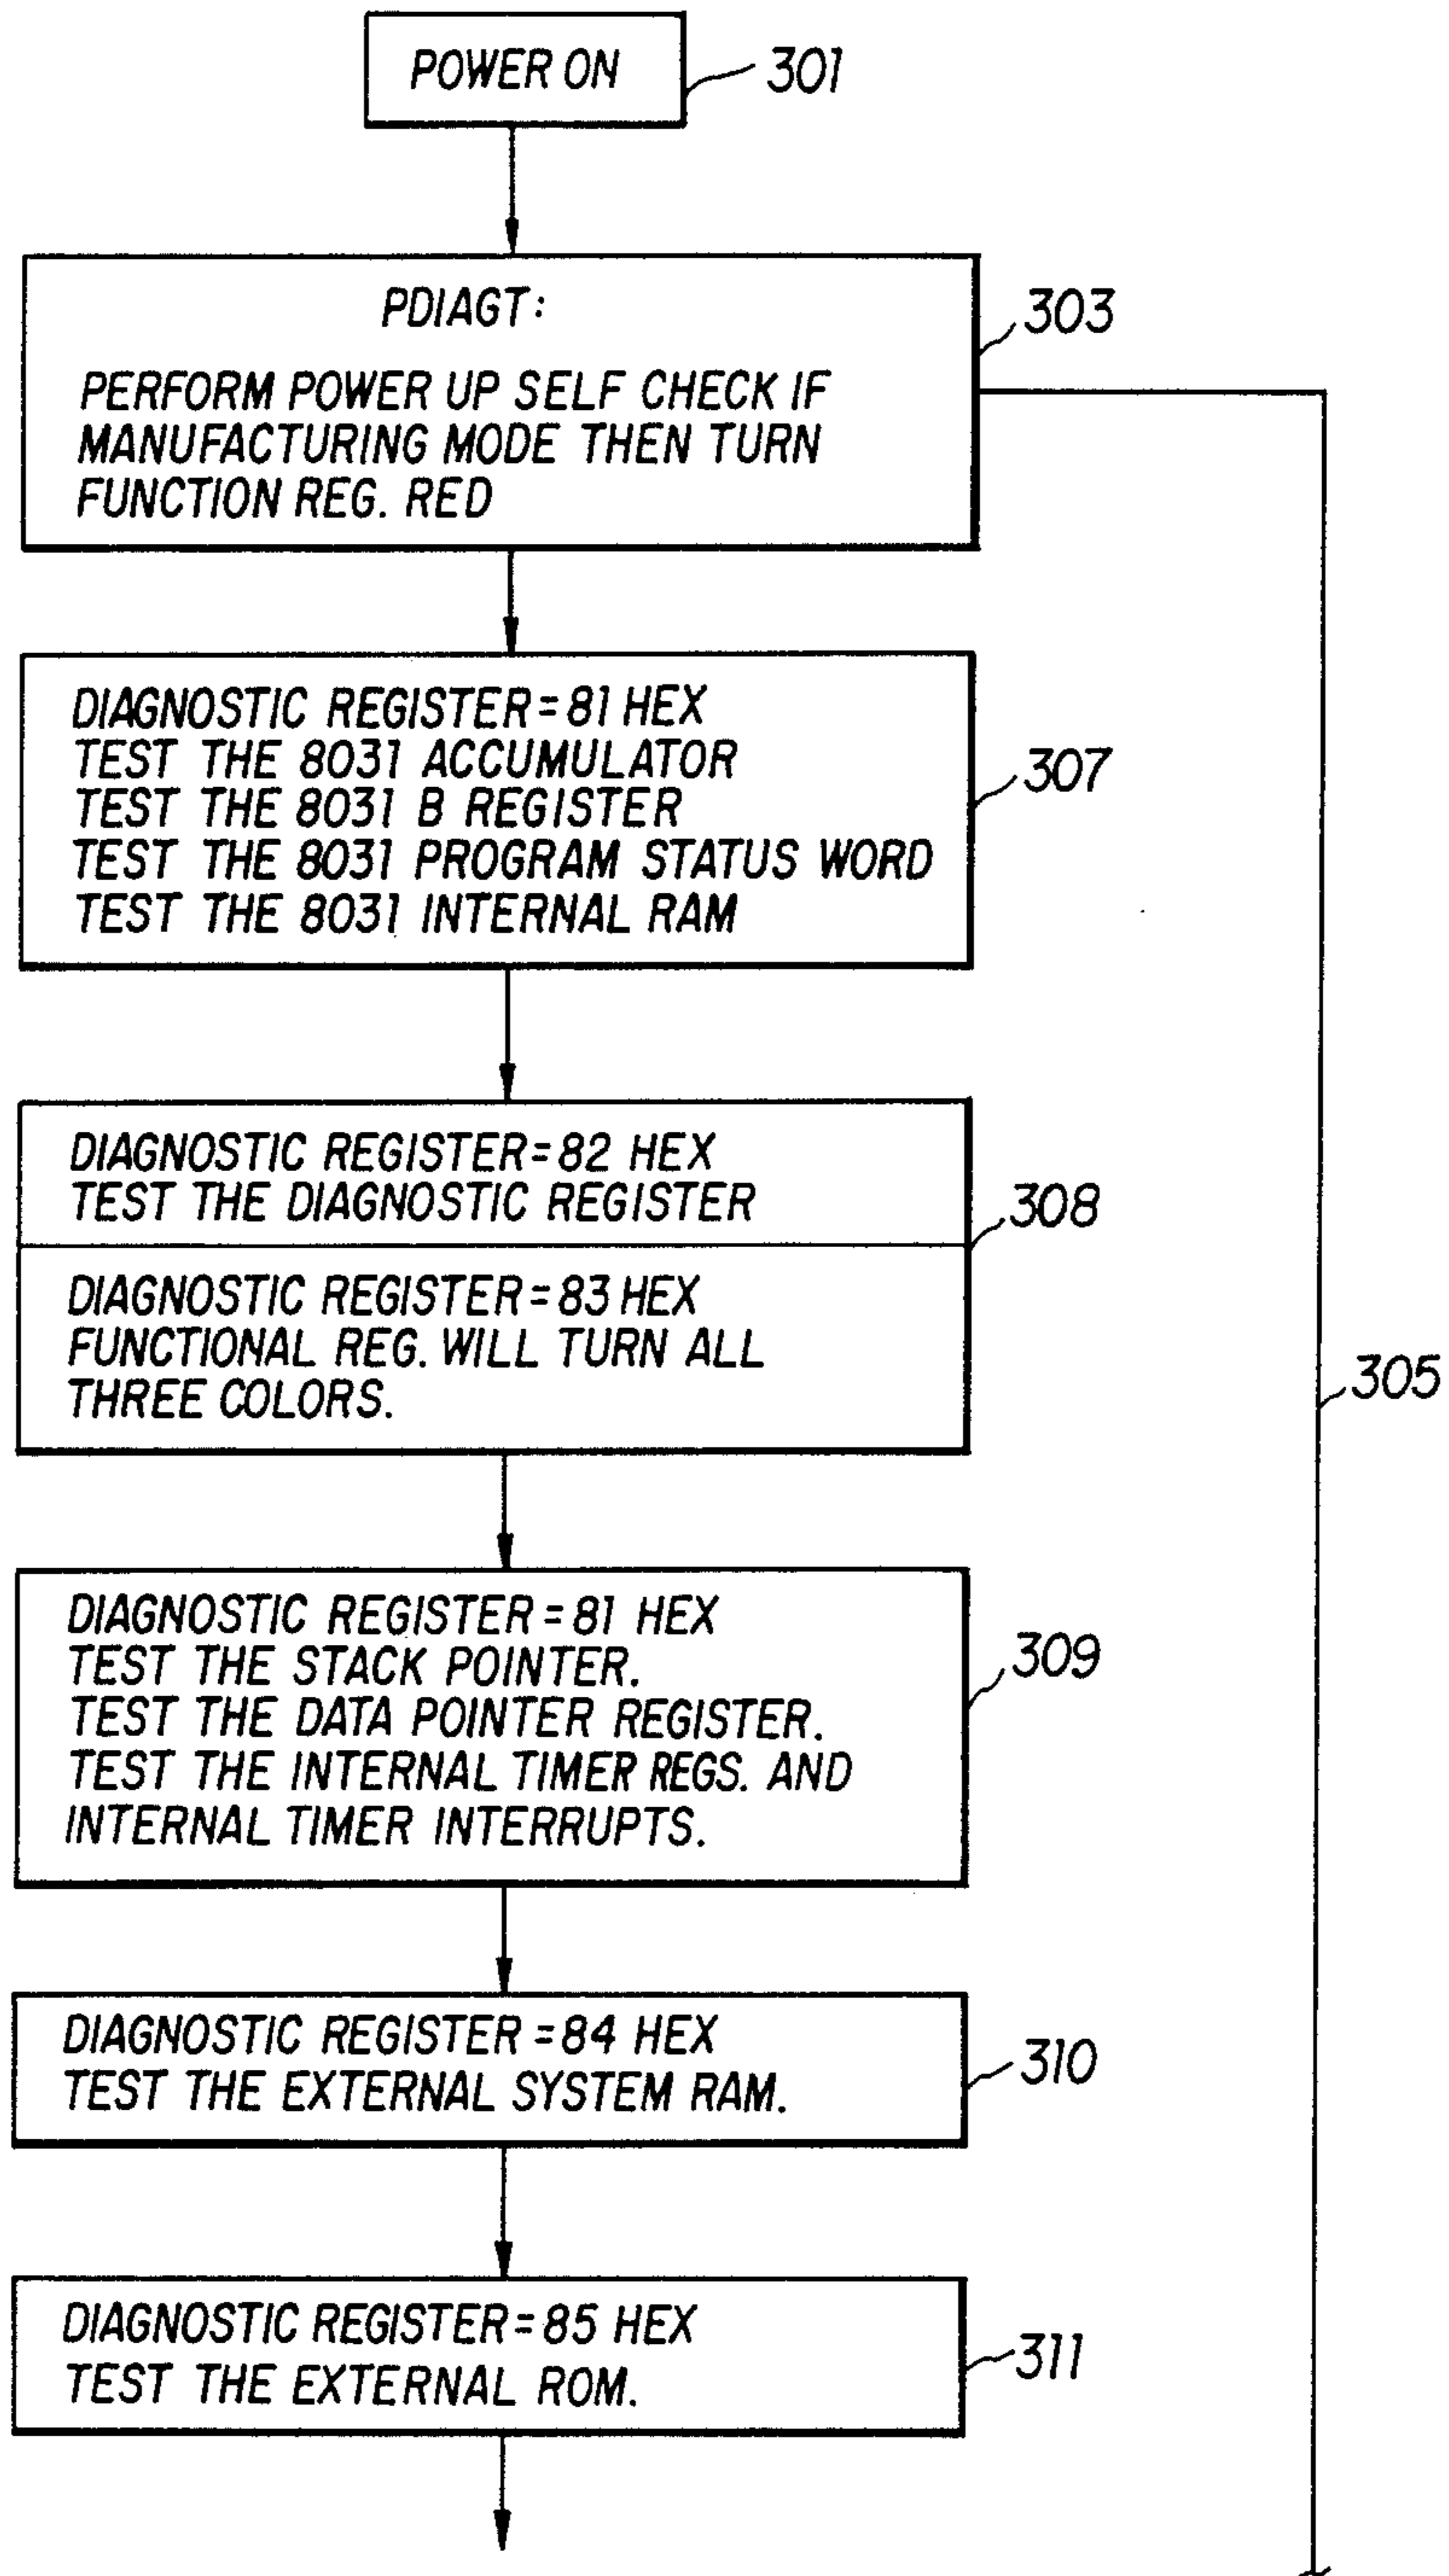 POWER ON
301
PDIAGT:
303
PERFORM POWER UP SELF CHECK IF
MANUFACTURING MODE THEN TURN
FUNCTION REG. RED
DIAGNOSTIC REGISTER=81 HEX
TEST THE 8031 ACCUMULATOR
307
TEST THE 8031 B REGISTER
TEST THE 8031 PROGRAM STATUS WORD
TEST THE 8031 INTERNAL RAM
DIAGNOSTIC REGISTER=82 HEX
TEST THE DIAGNOSTIC REGISTER
308
DIAGNOSTIC REGISTER=83 HEX
FUNCTIONAL REG. WILL TURN ALL
THREE COLORS.
305
DIAGNOSTIC REGISTER=81 HEX
TEST THE STACK POINTER.
309
TEST THE DATA POINTER REGISTER.
TEST THE INTERNAL TIMER REGS. AND
INTERNAL TIMER INTERRUPTS.
DIAGNOSTIC REGISTER=84 HEX
TEST THE EXTERNAL SYSTEM RAM.
310
DIAGNOSTIC REGISTER=85 HEX
TEST THE EXTERNAL ROM.
311